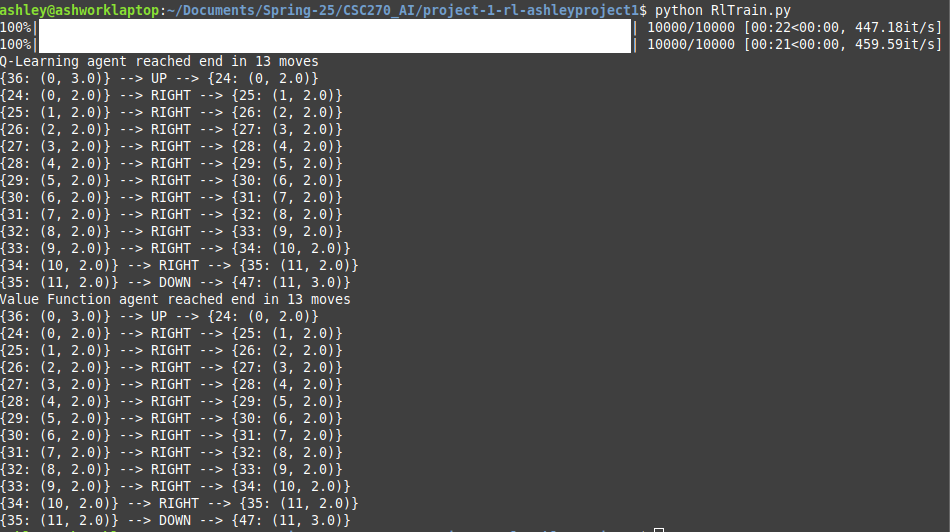 ashley@ashworklaptop:~/Documents/Spring-25/CSC270_AI/project-1-rl-ashleyproject1$ python RlTrain.py
100%| | 10000/10000 [00:22<00:00, 447.18it/s]
100%| | 10000/10000 [00:21<00:00, 459.59it/s]
Q-Learning agent reached end in 13 moves
{36: (0, 3.0)} --> UP --> {24: (0, 2.0)}
{24: (0, 2.0)} --> RIGHT --> {25: (1, 2.0)}
{25: (1, 2.0)} --> RIGHT --> {26: (2, 2.0)}
{26: (2, 2.0)} --> RIGHT --> {27: (3, 2.0)}
{27: (3, 2.0)} --> RIGHT --> {28: (4, 2.0)}
{28: (4, 2.0)} --> RIGHT --> {29: (5, 2.0)}
{29: (5, 2.0)} --> RIGHT --> {30: (6, 2.0)}
{30: (6, 2.0)} --> RIGHT --> {31: (7, 2.0)}
{31: (7, 2.0)} --> RIGHT --> {32: (8, 2.0)}
{32: (8, 2.0)} --> RIGHT --> {33: (9, 2.0)}
{33: (9, 2.0)} --> RIGHT --> {34: (10, 2.0)}
{34: (10, 2.0)} --> RIGHT --> {35: (11, 2.0)}
{35: (11, 2.0)} --> DOWN --> {47: (11, 3.0)}
Value Function agent reached end in 13 moves
{36: (0, 3.0)} --> UP --> {24: (0, 2.0)}
{24: (0, 2.0)} --> RIGHT --> {25: (1, 2.0)}
{25: (1, 2.0)} --> RIGHT --> {26: (2, 2.0)}
{26: (2, 2.0)} --> RIGHT --> {27: (3, 2.0)}
{27: (3, 2.0)} --> RIGHT --> {28: (4, 2.0)}
{28: (4, 2.0)} --> RIGHT --> {29: (5, 2.0)}
{29: (5, 2.0)} --> RIGHT --> {30: (6, 2.0)}
{30: (6, 2.0)} --> RIGHT --> {31: (7, 2.0)}
{31: (7, 2.0)} --> RIGHT --> {32: (8, 2.0)}
{32: (8, 2.0)} --> RIGHT --> {33: (9, 2.0)}
{33: (9, 2.0)} --> RIGHT --> {34: (10, 2.0)}
{34: (10, 2.0)} --> RIGHT --> {35: (11, 2.0)}
{35: (11, 2.0)} --> DOWN --> {47: (11, 3.0)}